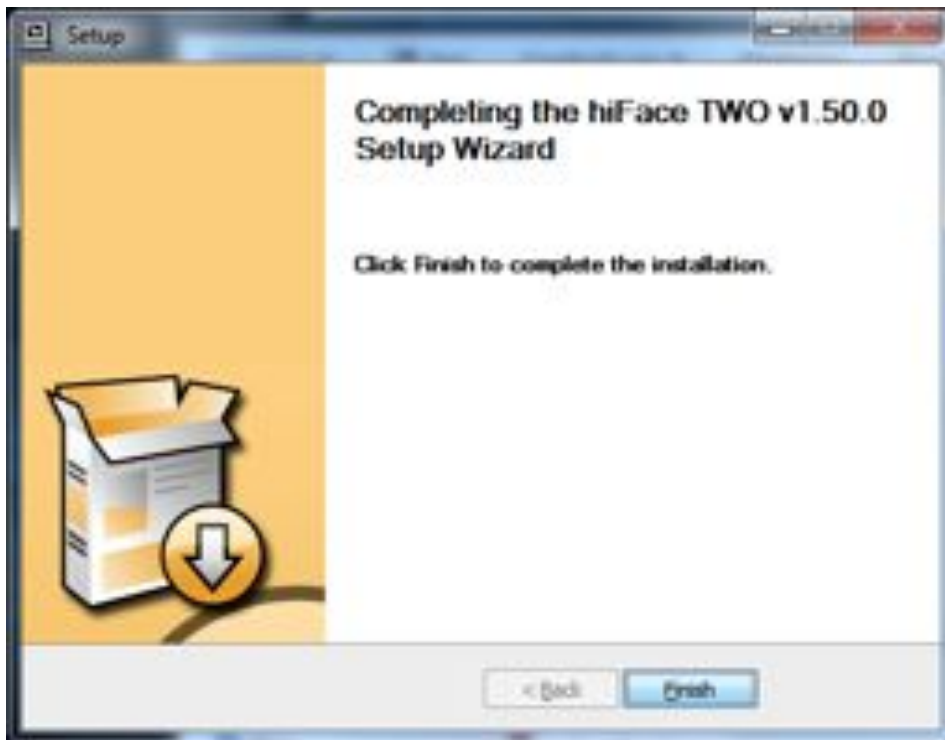 Setup
Completing the hiFace TWO v1.50.0
Setup Wizard
Click Finish to complete the installation.
< Back
Finish